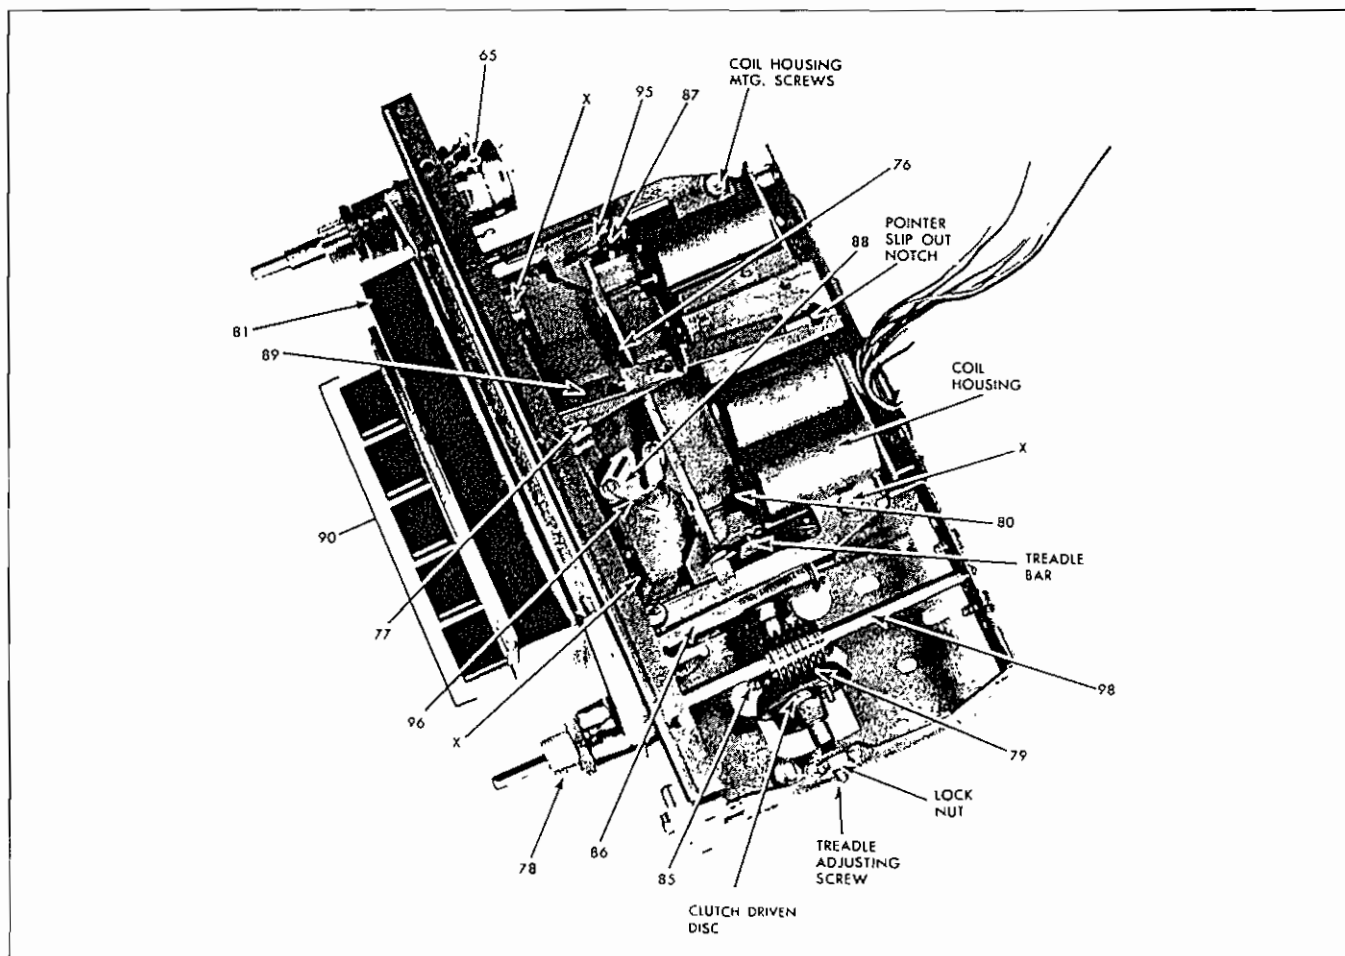 65
COIL HOUSING
MTG. SCREWS
X
95
87
76
88
POINTER
SLIP OUT
NOTCH
81
89
COIL
HOUSING
X
80
90
TREADLE
BAR
77
96
X
98
79
LOCK
NUT
78
86
85
TREADLE
ADJUSTING
SCREW
CLUTCH DRIVEN
DISC